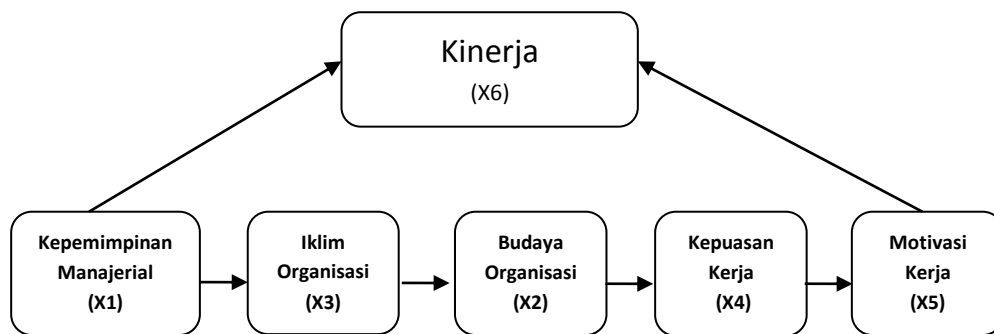 Kinerja
(X6)
Kepemimpinan
Manajerial
(X1)
Iklim
Organisasi
(X3)
Budaya
Organisasi
(X2)
Kepuasan
Kerja
(X4)
Motivasi
Kerja
(X5)